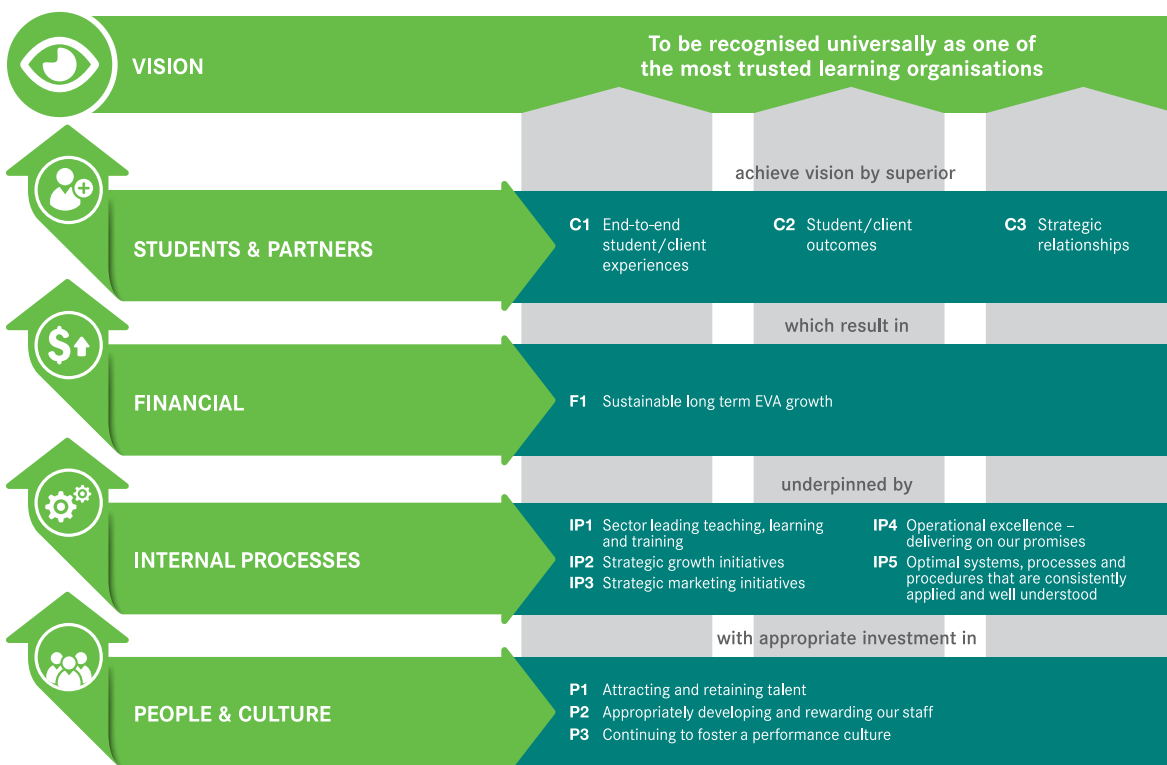 VISION
To be recognised universally as one of
the most trusted learning organisations
achieve vision by superior
STUDENTS & PARTNERS
C1 End-to-end
student/client
experiences
C2 Student/client
outcomes
C3 Strategic
relationships
which result in
$
FINANCIAL
F1 Sustainable long term EVA growth
underpinned by
INTERNAL PROCESSES
IP1 Sector leading teaching, learning
and training
IP2 Strategic growth initiatives
IP3 Strategic marketing initiatives
IP4 Operational excellence –
delivering on our promises
IP5 Optimal systems, processes and
procedures that are consistently
applied and well understood
with appropriate investment in
PEOPLE & CULTURE
P1 Attracting and retaining talent
P2 Appropriately developing and rewarding our staff
P3 Continuing to foster a performance culture